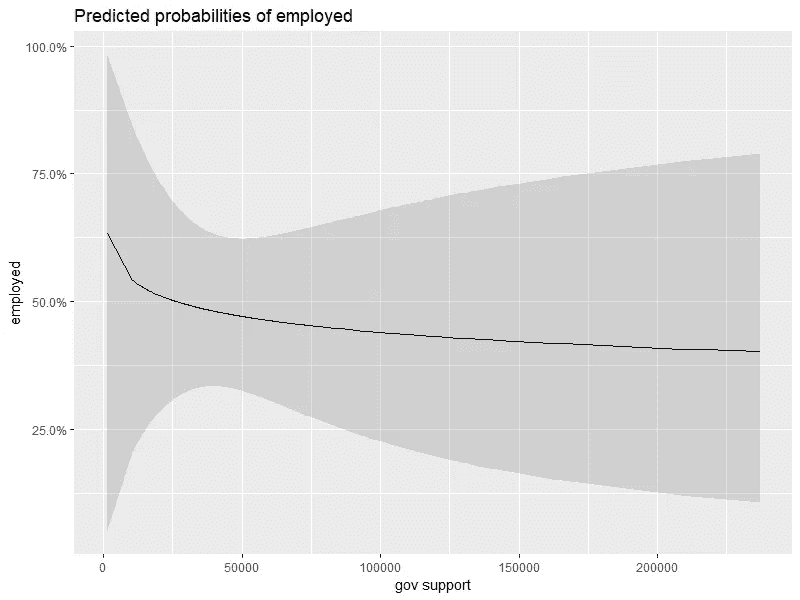 Predicted probabilities of employed
100.0%
75.0%
50.0%
25.0%
employed
0 50000 100000 150000 200000
gov support